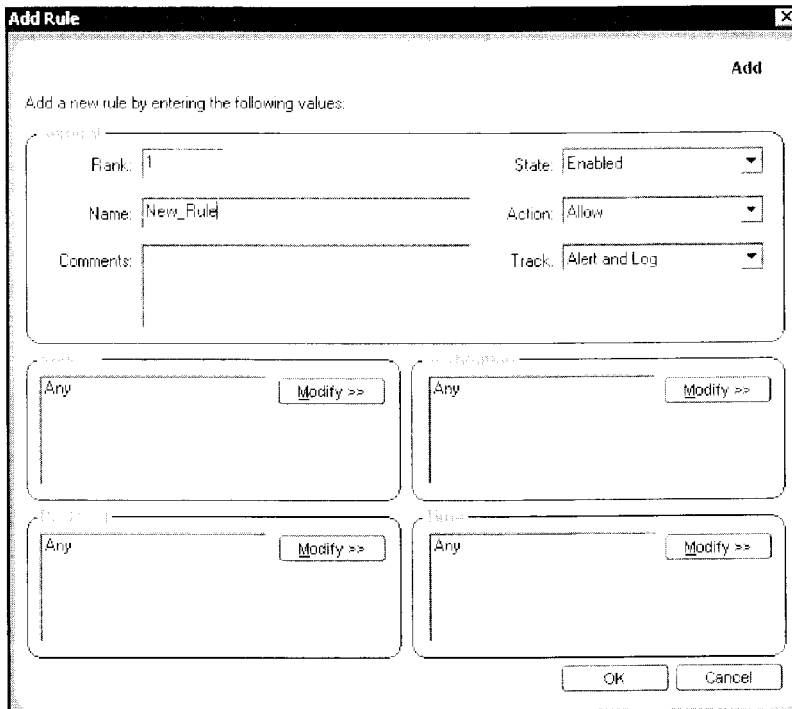 Add Rule
Add
Add a new rule by entering the following values:
Rank: 1
State: Enabled
Name: New_Rule
Action: Allow
Comments:
Track: Alert and Log
Any
Modify >>
Any
Modify >>
Any
Modify >>
Time
Any
Modify >>
OK
Cancel